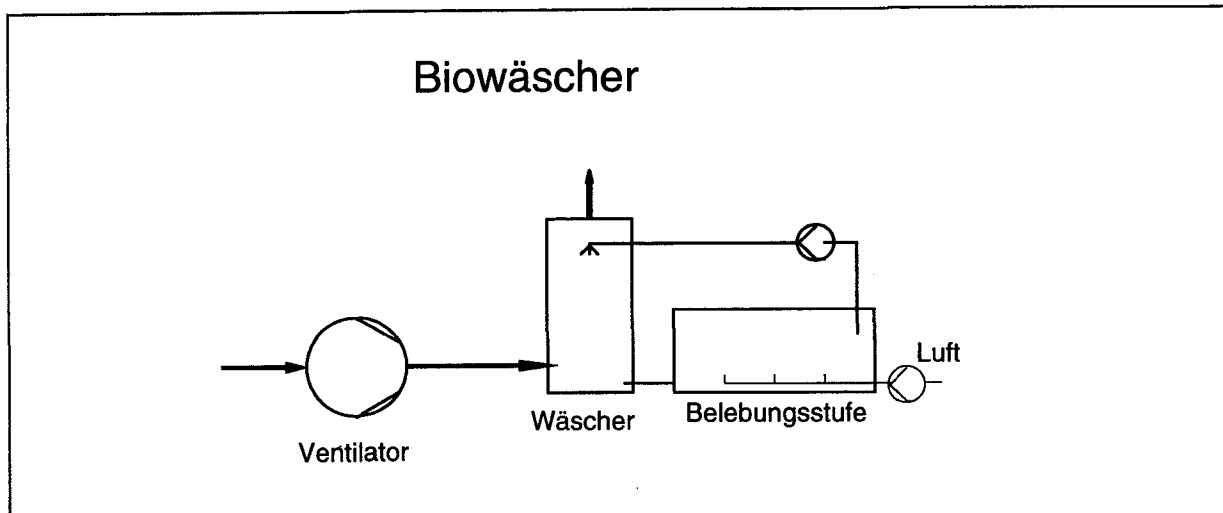 Biowäscher
Luft
Wäscher
Belebungsstufe
Ventilator